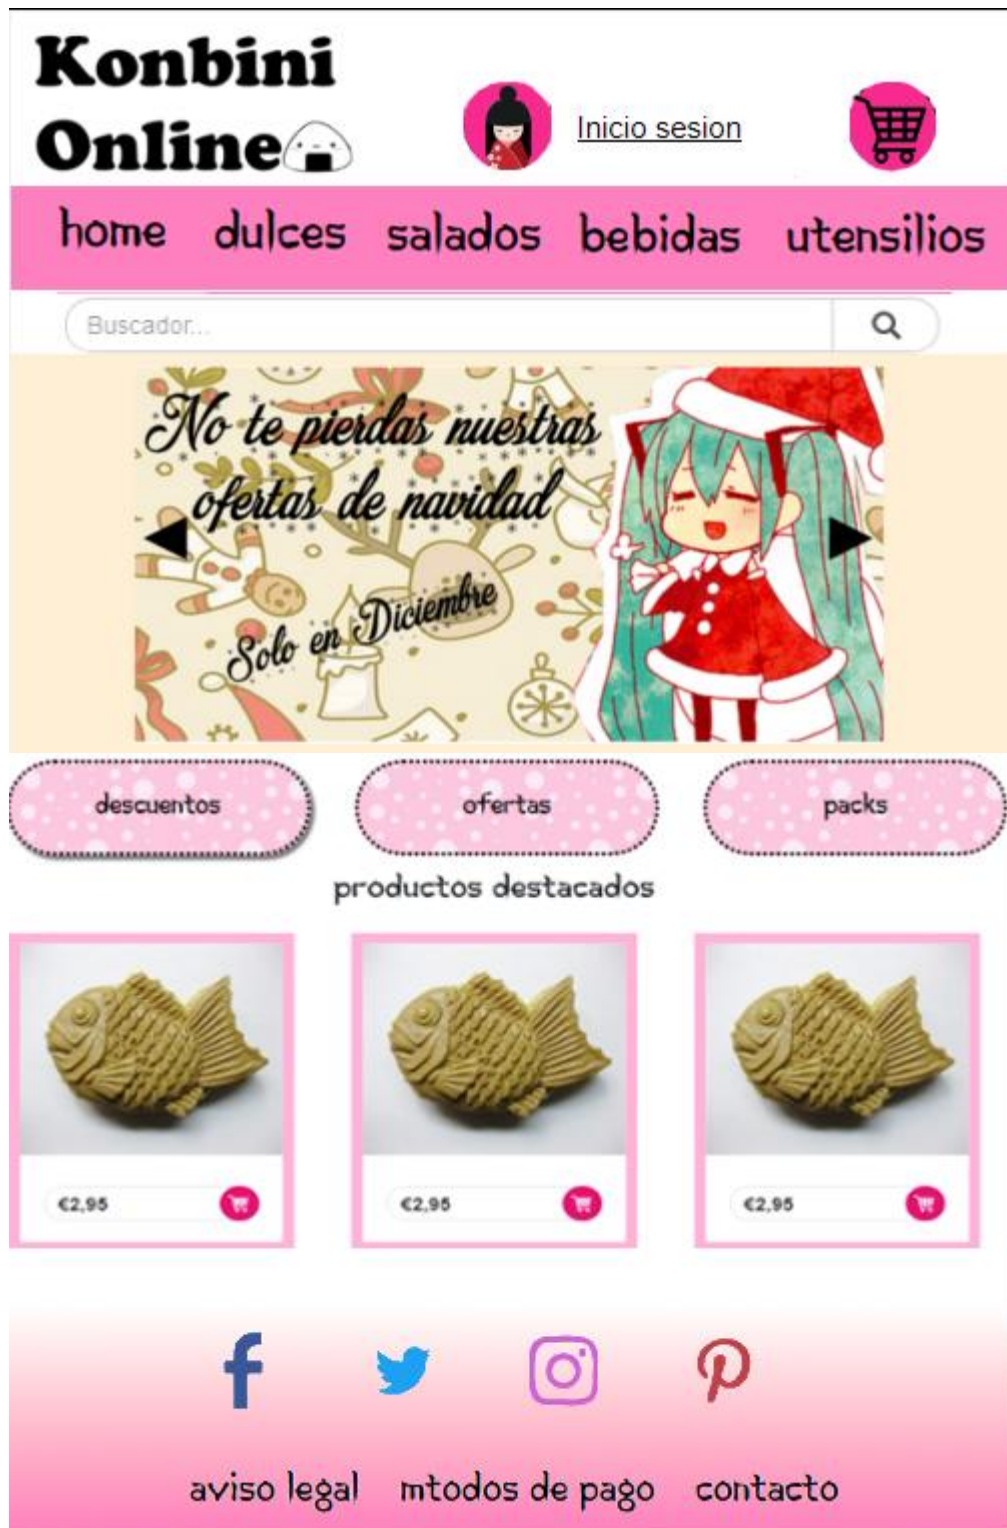 Konbini
Online
Inicio sesion
home dulces salados bebidas utensilios
Buscador...
No te pierdas nuestras
ofertas de navidad
Solo en Diciembre
descuentos ofertas packs
productos destacados
€2,95 €2,95 €2,95
aviso legal mtodos de pago contacto